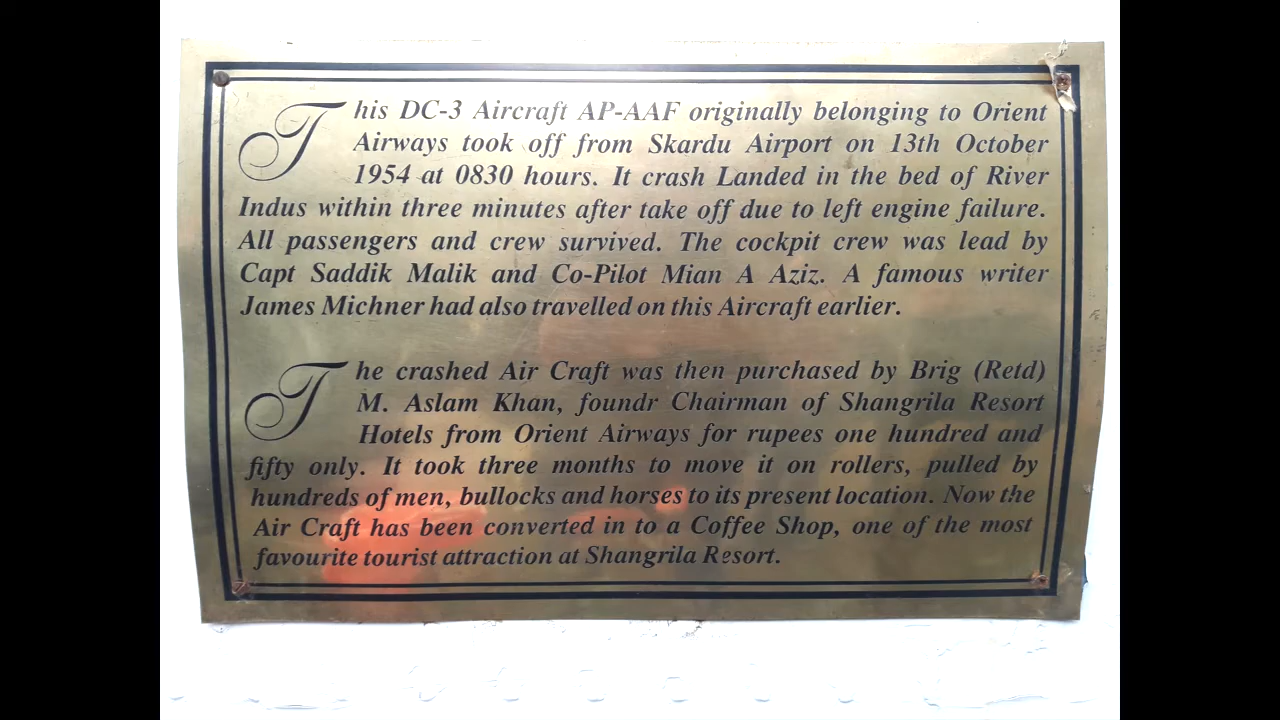 This DC-3 Aircraft AP-AAF originally belonging to Orient
Airways took off from Skardu Airport on 13th October
1954 at 0830 hours. It crash Landed in the bed of River
Indus within three minutes after take off due to left engine failure.
All passengers and crew survived. The cockpit crew was lead by
Capt Saddik Malik and Co-Pilot Mian A Aziz. A famous writer
James Michner had also travelled on this Aircraft earlier.
The crashed Air Craft was then purchased by Brig (Retd)
M. Aslam Khan, foundr Chairman of Shangrila Resort
Hotels from Orient Airways for rupees one hundred and
fifty only. It took three months to move it on rollers, pulled by
hundreds of men, bullocks and horses to its present location. Now the
Air Craft has been converted in to a Coffee Shop, one of the most
favourite tourist attraction at Shangrila Resort.